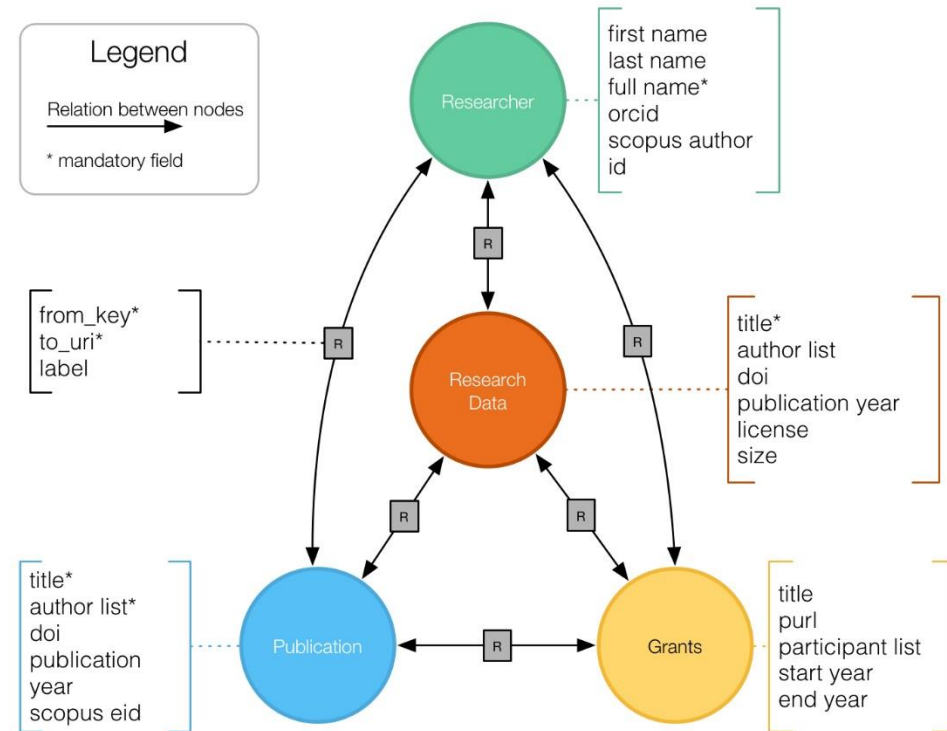 Legend
Relation between nodes
* mandatory field
Researcher
first name
last name
full name*
orcid
scopus author
id
R
from_key*
to_uri*
label
R
R
Research
Data
title*
author list
doi
publication year
license
size
R
R
title*
author list*
doi
publication
year
scopus eid
Publication
R
Grants
title
purl
participant list
start year
end year